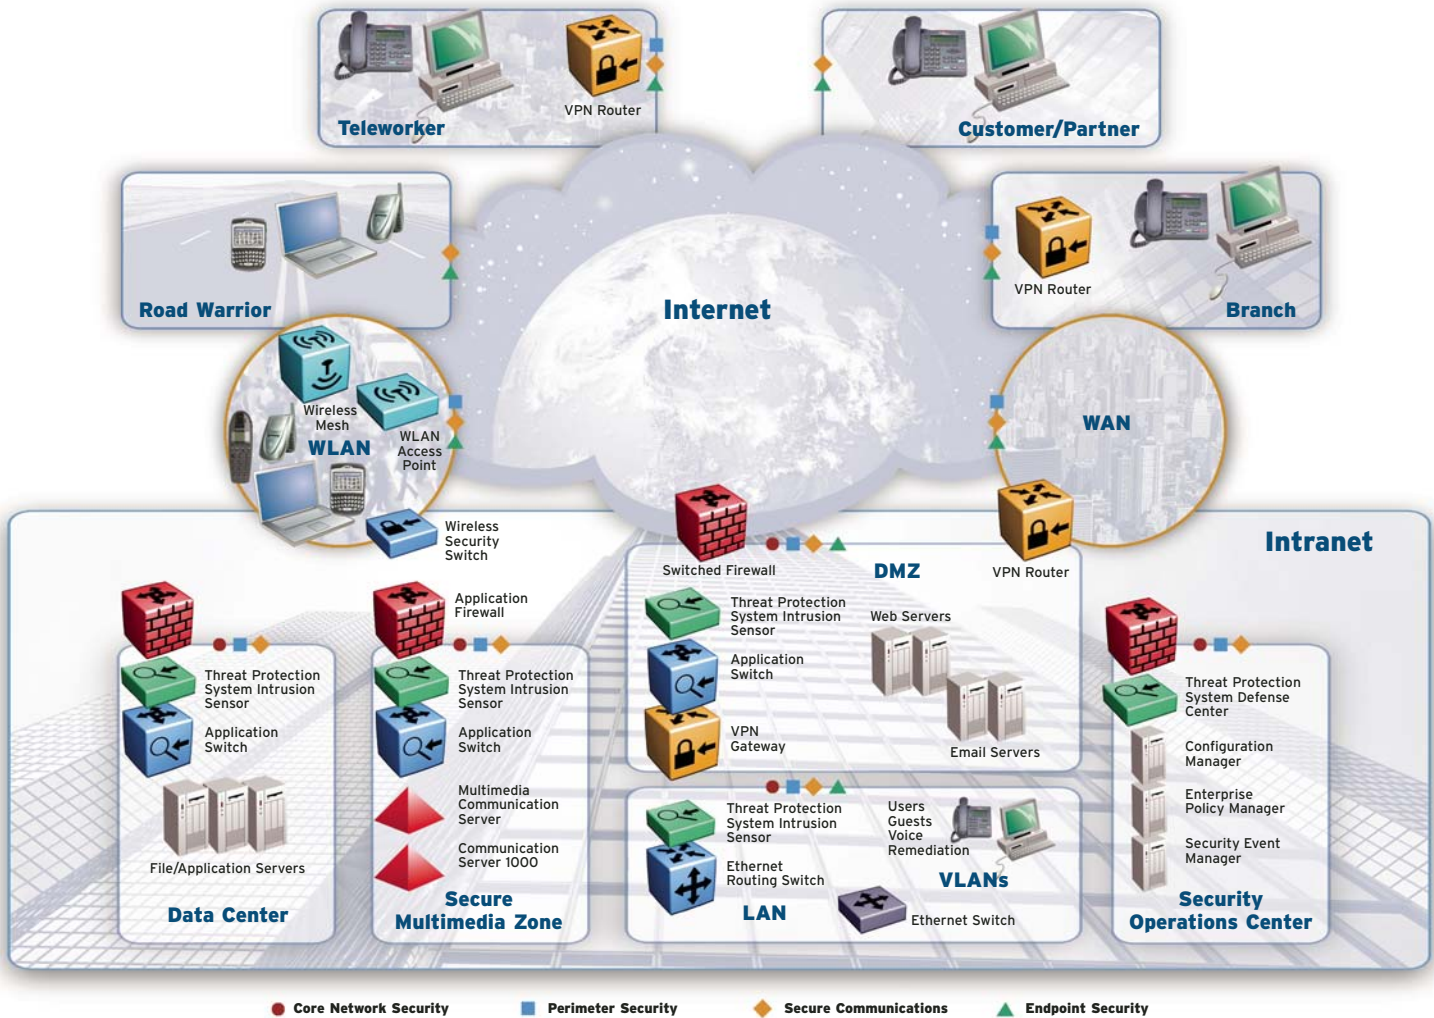 VPN Router
Teleworker
Customer/Partner
Road Warrior
Internet
VPN Router
Branch
Wireless
Mesh
WLAN
WLAN
Access
Point
WAN
Wireless
Security
Switch
Intranet
Switched Firewall
DMZ
VPN Router
Application
Firewall
Threat Protection
System Intrusion
Sensor
Web Servers
Application
Switch
VPN
Gateway
Email Servers
Threat Protection
System Intrusion
Sensor
Application
Switch
File/Application Servers
Data Center
Threat Protection
System Intrusion
Sensor
Application
Switch
Multimedia
Communication
Server
Communication
Server 1000
Secure
Multimedia Zone
Threat Protection
System Intrusion
Sensor
Users
Guests
Voice
Remediation
VLANs
Ethernet
Routing Switch
LAN
Ethernet Switch
Threat Protection
System Defense
Center
Configuration
Manager
Enterprise
Policy Manager
Security Event
Manager
Security
Operations Center
Core Network Security
Perimeter Security
Secure Communications
Endpoint Security